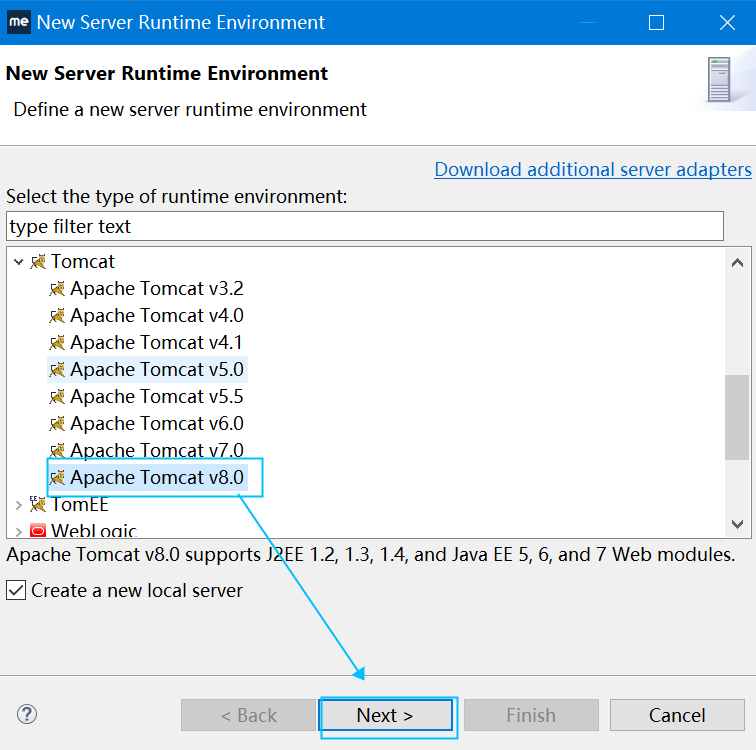 me New Server Runtime Environment
New Server Runtime Environment
Define a new server runtime environment
Download additional server adapters
Select the type of runtime environment:
type filter text
Tomcat
Apache Tomcat v3.2
Apache Tomcat v4.0
Apache Tomcat v4.1
Apache Tomcat v5.0
Apache Tomcat v5.5
Apache Tomcat v6.0
Apache Tomcat v7.0
Apache Tomcat v8.0
EE TomEE
WebLogic
Apache Tomcat v8.0 supports J2EE 1.2, 1.3, 1.4, and Java EE 5, 6, and 7 Web modules.
Create a new local server
? < Back Next > Finish Cancel